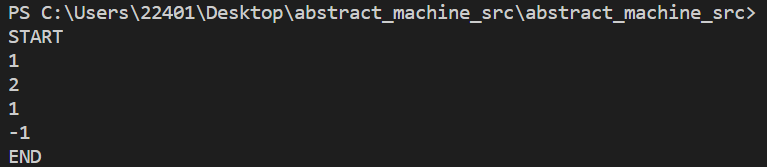 PS C:\Users\22401\Desktop\abstract_machine_src\abstract_machine_src>
START
1
2
1
-1
END